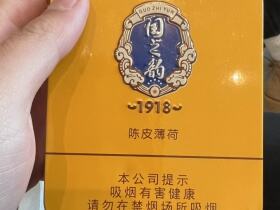 GUO ZHI YUN
国之韵
~1918~
陈皮薄荷
本公司提示
吸烟有害健康
请勿在禁烟场所吸烟